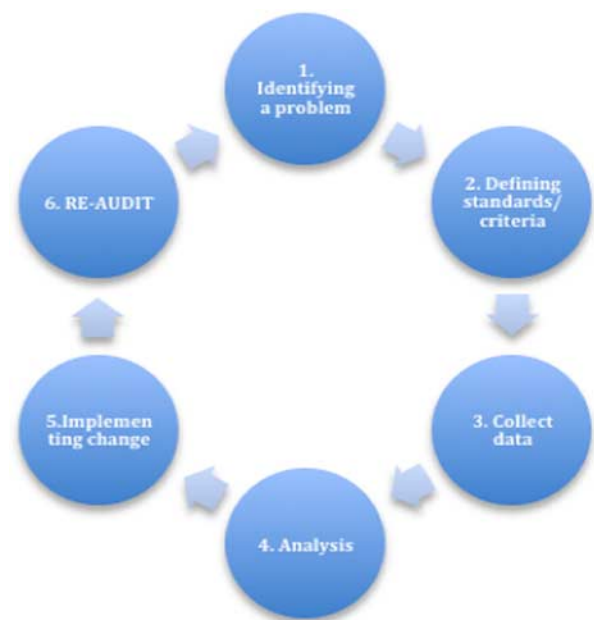 1.
Identifying
a problem
2. Defining
standards/
criteria
3. Collect
data
4. Analysis
5.Implemen
ting change
6. RE-AUDIT